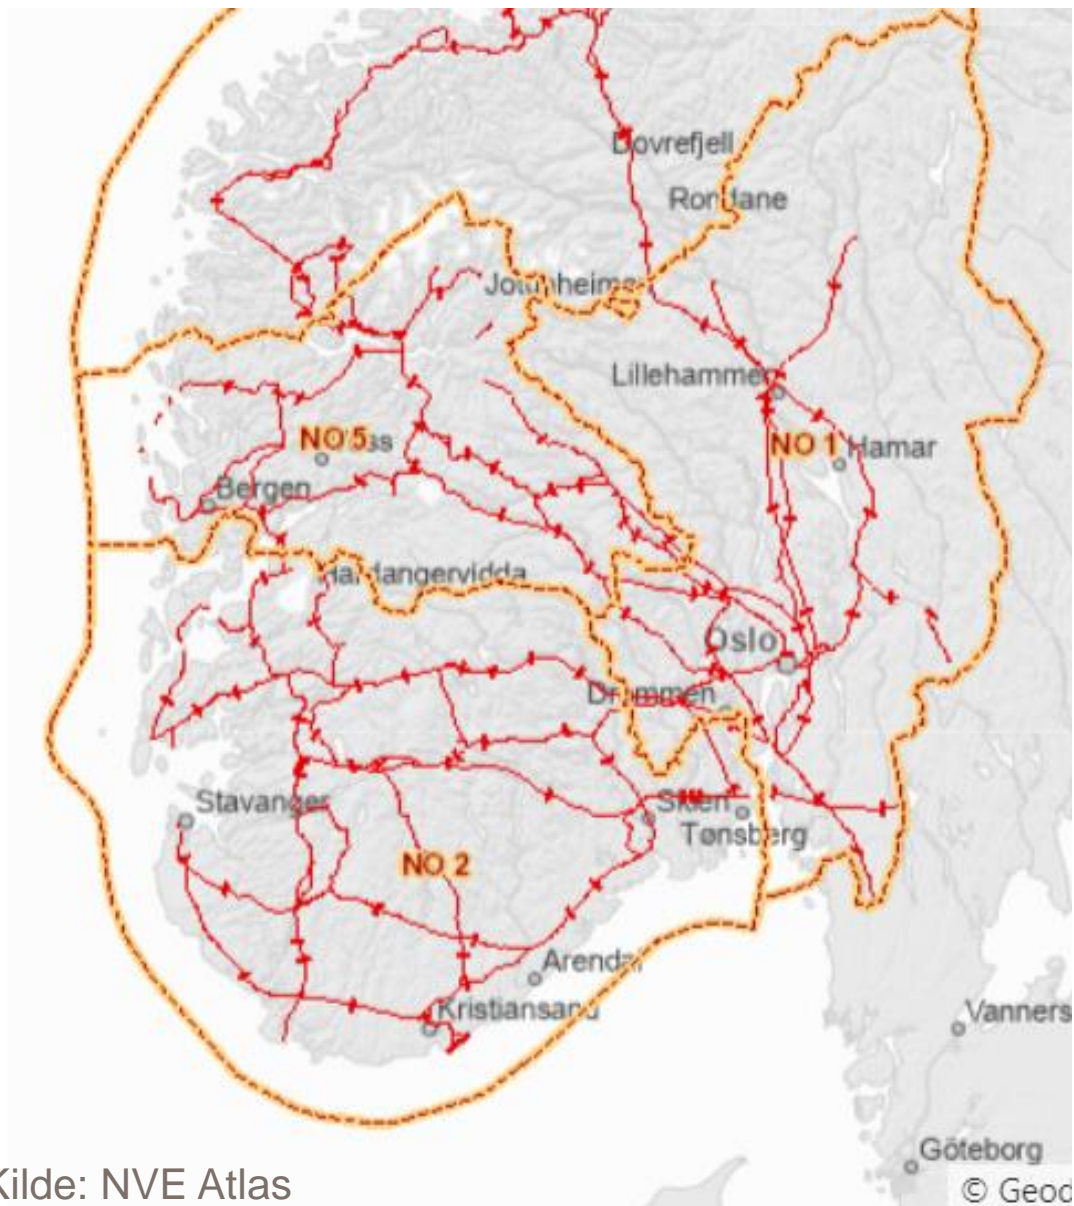 Dovrefjell
Rondane
Jotunheimen
Lillehammer
NO 5
NO 1
Hamar
Bergen
Hardangervidda
Oslo
Drammen
Stavanger
Skien
Tønsberg
NO 2
Arendal
Kristiansand
Vanners
Göteborg
Kilde: NVE Atlas
© Geod